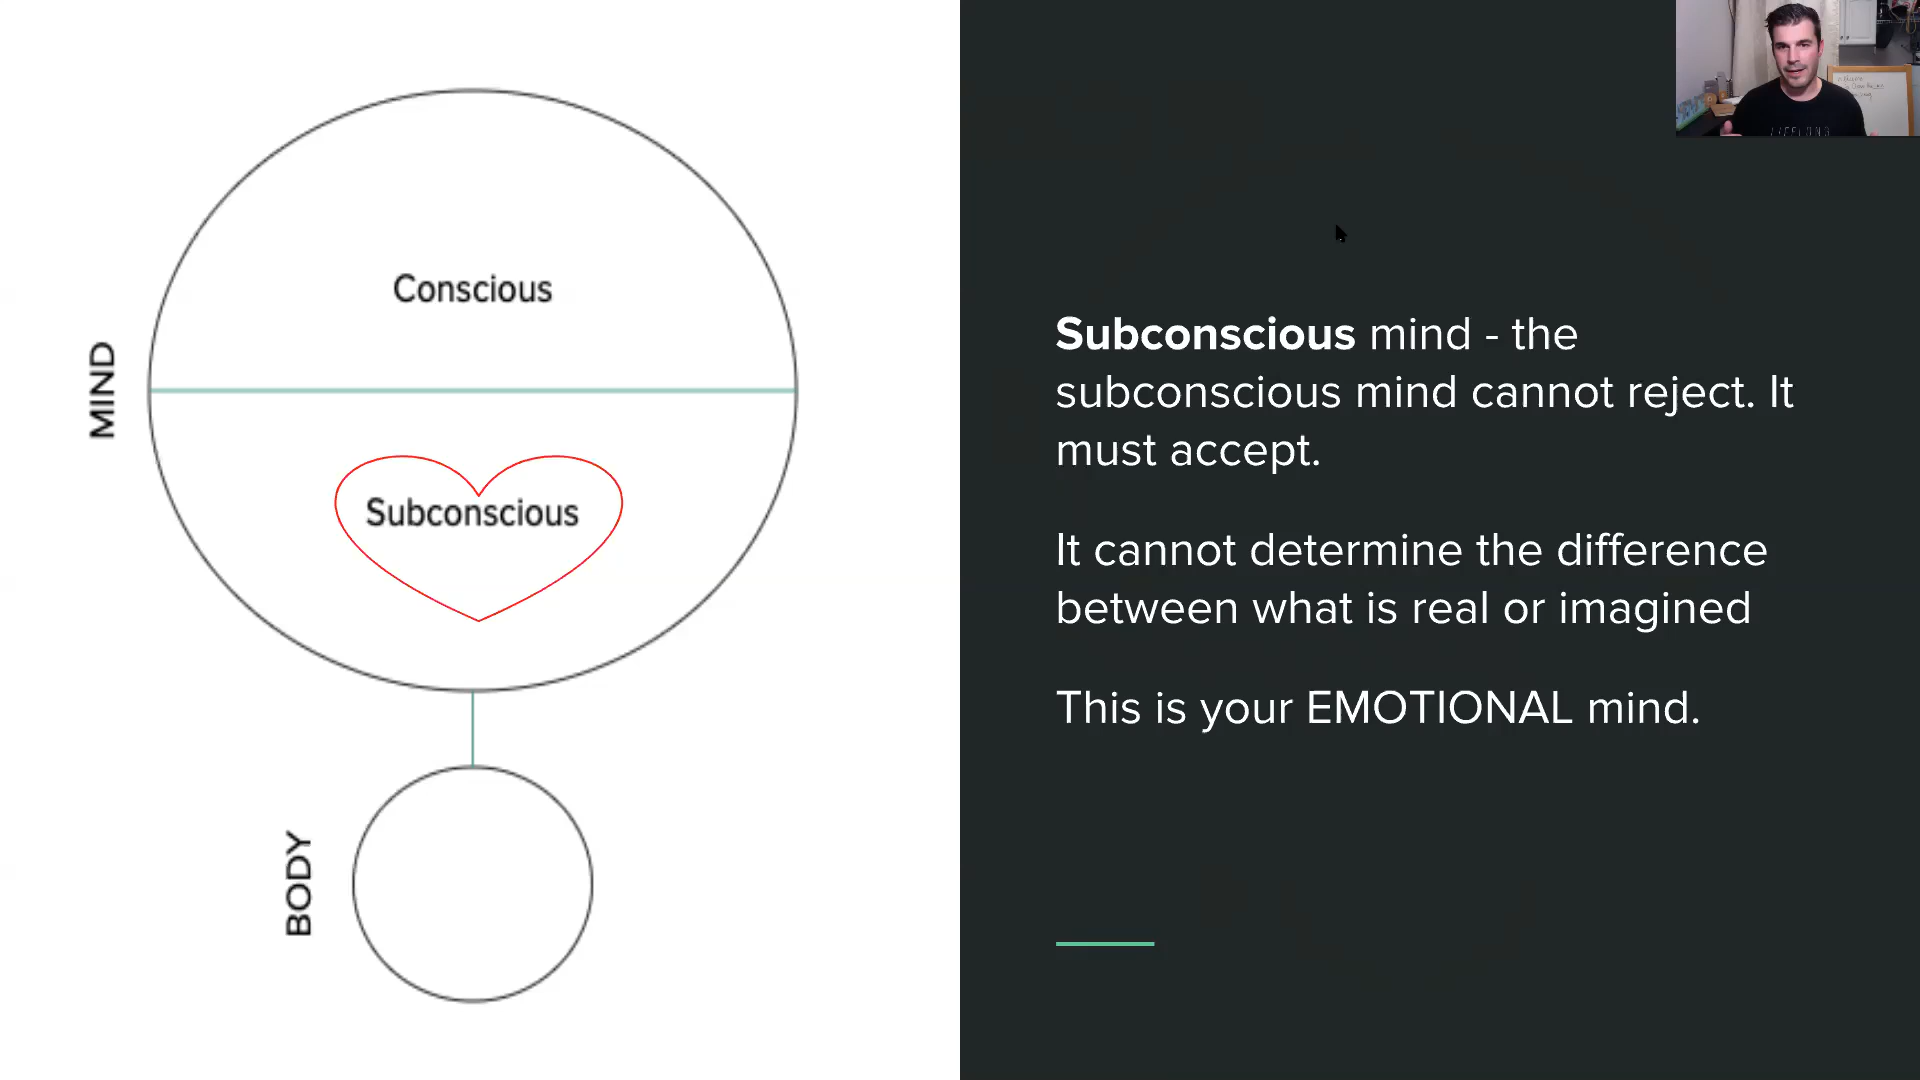 Conscious
MIND
Subconscious
BODY
Subconscious mind - the
subconscious mind cannot reject. It
must accept.
It cannot determine the difference
between what is real or imagined
This is your EMOTIONAL mind.